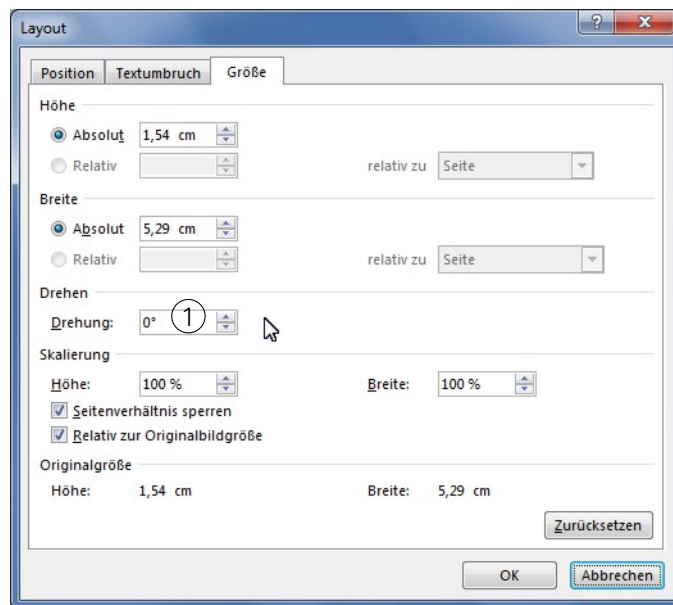 Layout
Position Textumbruch Größe
Höhe
Absolut 1,54 cm
Relativ relativ zu Seite
Breite
Absolut 5,29 cm
Relativ relativ zu Seite
Drehen
Drehung: 0° 1
Skalierung
Höhe: 100 % Breite: 100 %
Seitenverhältnis sperren
Relativ zur Originalbildgröße
Originalgröße
Höhe: 1,54 cm Breite: 5,29 cm
Zurücksetzen
OK Abbrechen